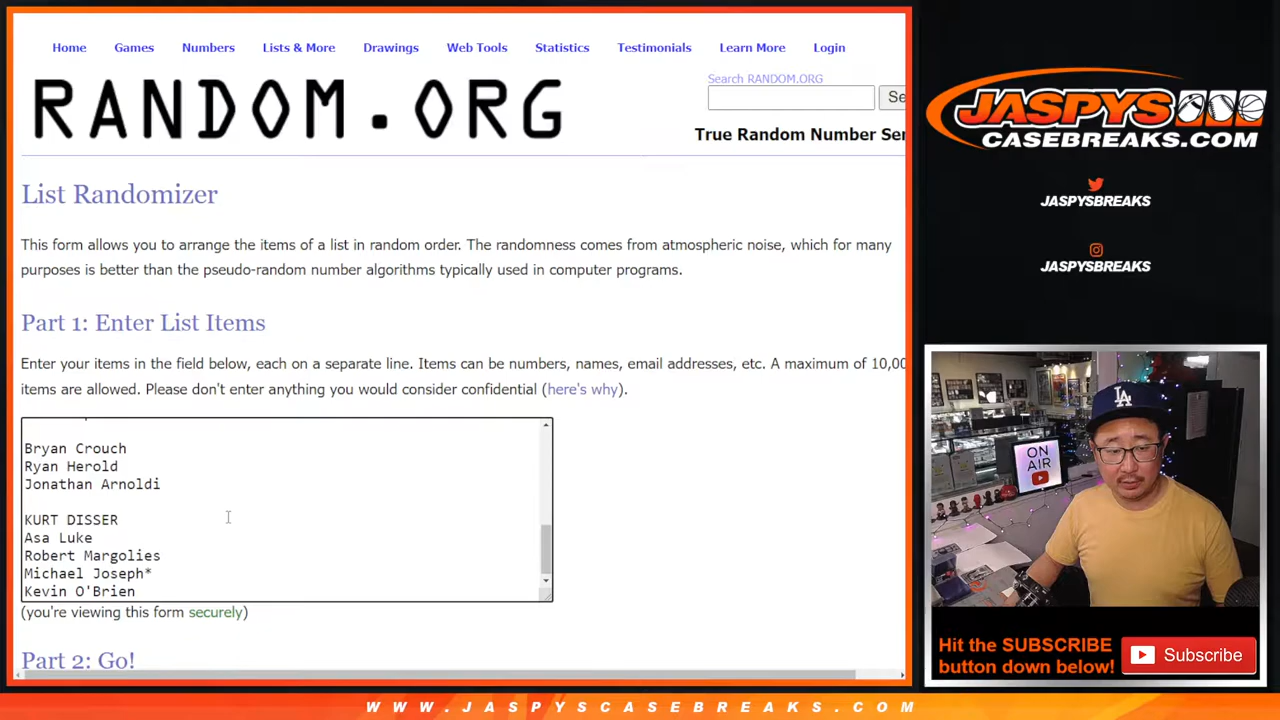 Home Games Numbers Lists & More Drawings Web Tools Statistics Testimonials Learn More Login
RANDOM.ORG
Search RANDOM.ORG
Se
True Random Number Ser
List Randomizer
This form allows you to arrange the items of a list in random order. The randomness comes from atmospheric noise, which for many
purposes is better than the pseudo-random number algorithms typically used in computer programs.
Part 1: Enter List Items
Enter your items in the field below, each on a separate line. Items can be numbers, names, email addresses, etc. A maximum of 10,00
items are allowed. Please don't enter anything you would consider confidential (here's why).
Bryan Crouch
Ryan Herold
Jonathan Arnoldi
KURT DISSER
Asa Luke
Robert Margolies
Michael Joseph*
Kevin O'Brien
(you're viewing this form securely)
Part 2: Go!
JASPYS
CASEBREAKS.COM
JASPYSBREAKS
JASPYSBREAKS
LA
ON
AIR
Hit the SUBSCRIBE
button down below!
Subscribe
WWW.JASPYSCASEBREAKS.COM